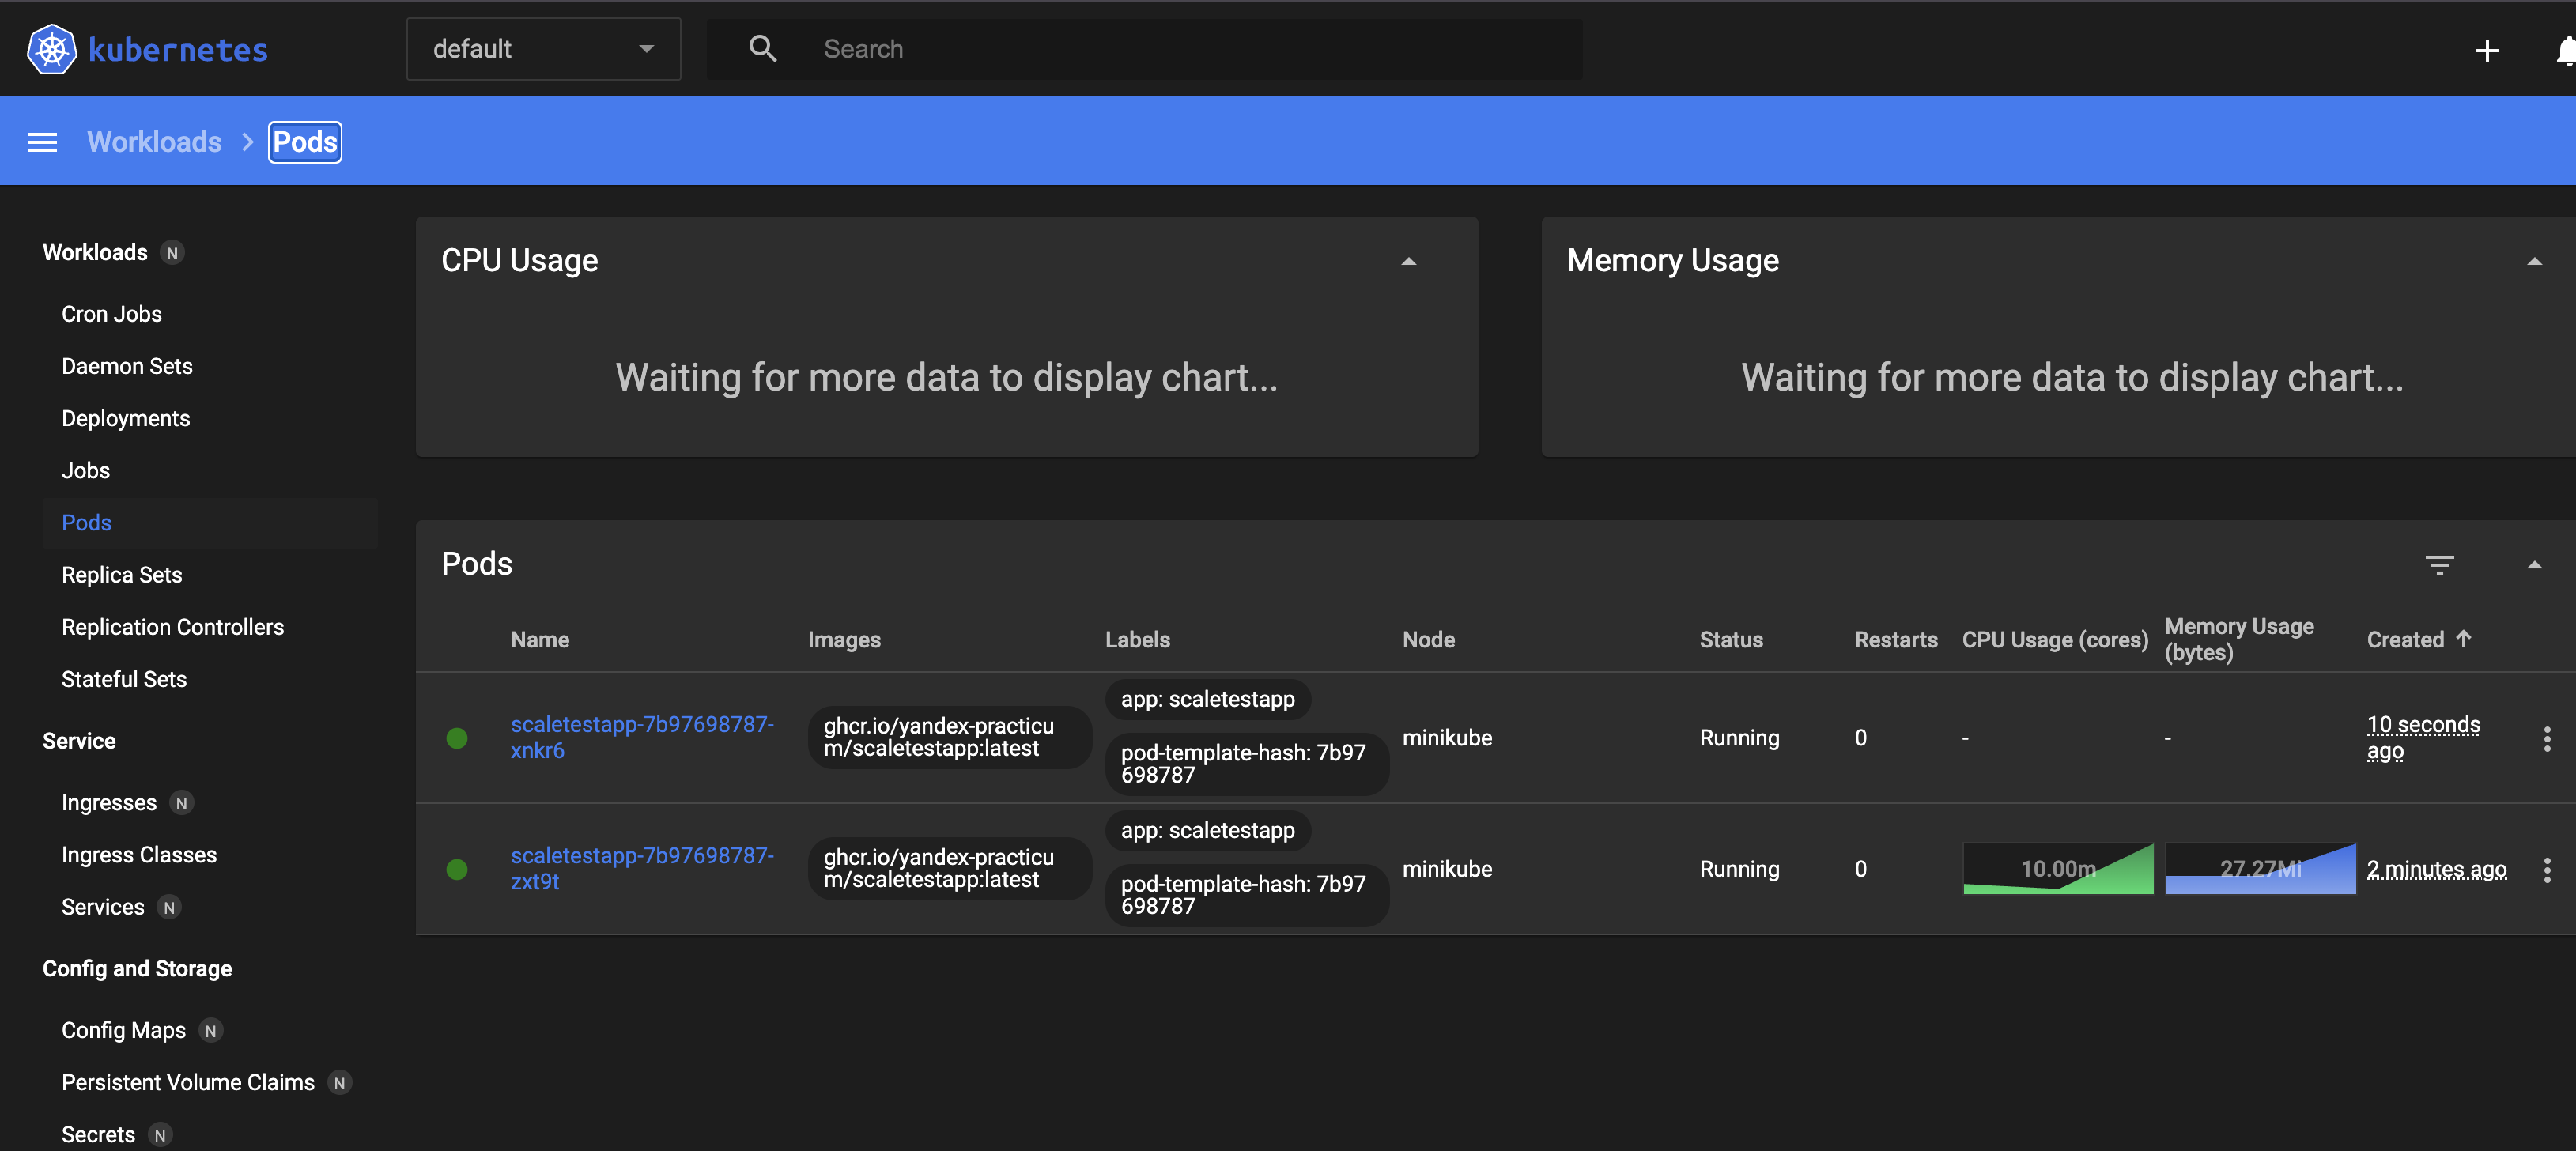 kubernetes
default
Search
Workloads
Pods
Workloads N
Cron Jobs
Daemon Sets
Deployments
Jobs
Pods
Replica Sets
Replication Controllers
Stateful Sets
Service
Ingresses N
Ingress Classes
Services N
Config and Storage
Config Maps N
Persistent Volume Claims N
Secrets N
CPU Usage
Waiting for more data to display chart...
Memory Usage
Waiting for more data to display chart...
Pods
Name
Images
Labels
Node
Status
Restarts
CPU Usage (cores)
Memory Usage
(bytes)
Created
scaletestapp-7b97698787-
xnkr6
ghcr.io/yandex-practicu
m/scaletestapp:latest
app: scaletestapp
pod-template-hash: 7b97
698787
minikube
Running
0
-
-
10 seconds
ago
scaletestapp-7b97698787-
zxt9t
ghcr.io/yandex-practicu
m/scaletestapp:latest
app: scaletestapp
pod-template-hash: 7b97
698787
minikube
Running
0
10.00m
27.27Mi
2 minutes ago